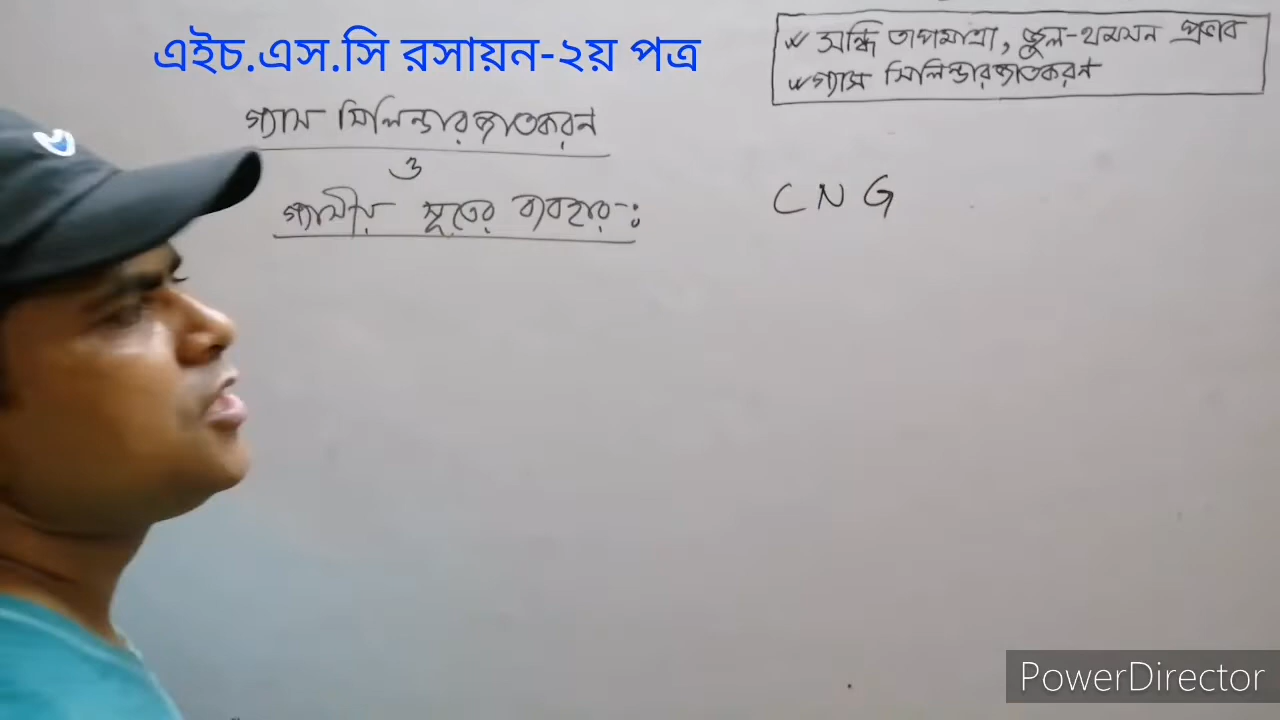 এইচ.এস.সি রসায়ন-২য় পত্র
✓ সন্ধি তাপমাত্রা, জুল-থমসন প্রভাব
✓ গ্যাস সিলিন্ডারজাতকরন
গ্যাস সিলিন্ডারজাতকরন
ও
গ্যাসীয় সূত্রের ব্যবহার-:
CNG
PowerDirector